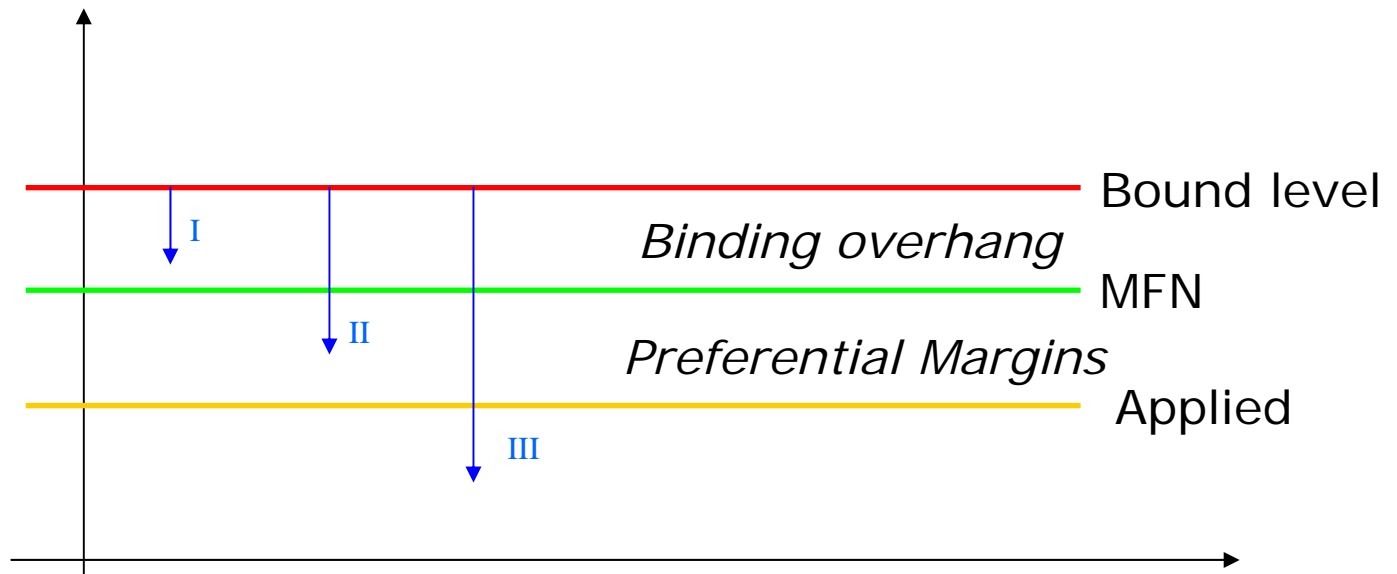 Bound level
I
Binding overhang
MFN
II
Preferential Margins
Applied
III